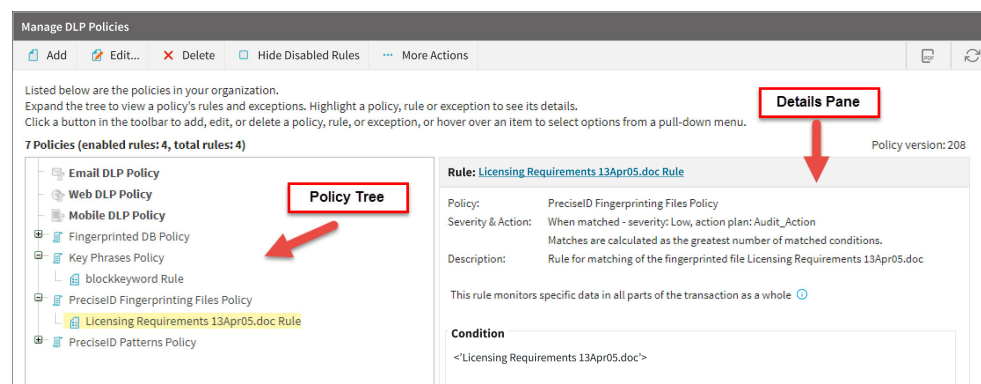 Manage DLP Policies
Add Edit... Delete Hide Disabled Rules ... More Actions PDF
Listed below are the policies in your organization.
Expand the tree to view a policy's rules and exceptions. Highlight a policy, rule or exception to see its details.
Click a button in the toolbar to add, edit, or delete a policy, rule, or exception, or hover over an item to select options from a pull-down menu.
Details Pane
7 Policies (enabled rules: 4, total rules: 4) Policy version: 208
Email DLP Policy
Web DLP Policy
Mobile DLP Policy
Fingerprinted DB Policy
Key Phrases Policy
blockkeyword Rule
PreciseID Fingerprinting Files Policy
Licensing Requirements 13Apr05.doc Rule
PreciseID Patterns Policy
Policy Tree
Rule: Licensing Requirements 13Apr05.doc Rule
Policy: PreciseID Fingerprinting Files Policy
Severity & Action: When matched - severity: Low, action plan: Audit_Action
Matches are calculated as the greatest number of matched conditions.
Description: Rule for matching of the fingerprinted file Licensing Requirements 13Apr05.doc
This rule monitors specific data in all parts of the transaction as a whole
Condition
<'Licensing Requirements 13Apr05.doc'>